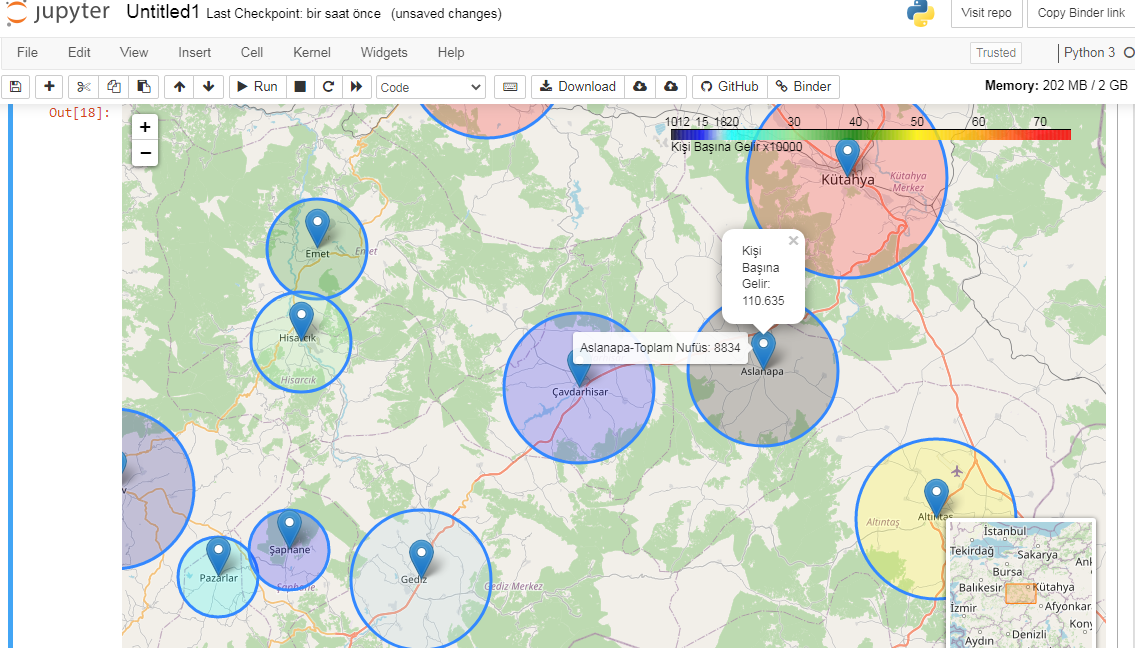 jupyter Untitled1 Last Checkpoint: bir saat önce (unsaved changes) Visit repo Copy Binder link
File Edit View Insert Cell Kernel Widgets Help Trusted Python 3
Run Code Download GitHub Binder Memory: 202 MB / 2 GB
Out[18]:
+
−
1012 15 1820 30 40 50 60 70
Kişi Başına Gelir x10000
Kütahya
Kütahya
Merkez
Emet
Emet
×
Kişi
Başına
Gelir:
110.635
Hisarcık
Hisarcık
Aslanapa-Toplam Nufüs: 8834
Aslanapa
Çavdarhisar
Altıntaş
Altıntaş
Şaphane
Şaphane
Pazarlar
Gediz
Gediz Merkez
v
İstanbul
Tekirdağ
Sakarya
Ank
Bursa
Balıkesir
Kütahya
İzmir
Afyonkar
Kony
Denizli
Aydın